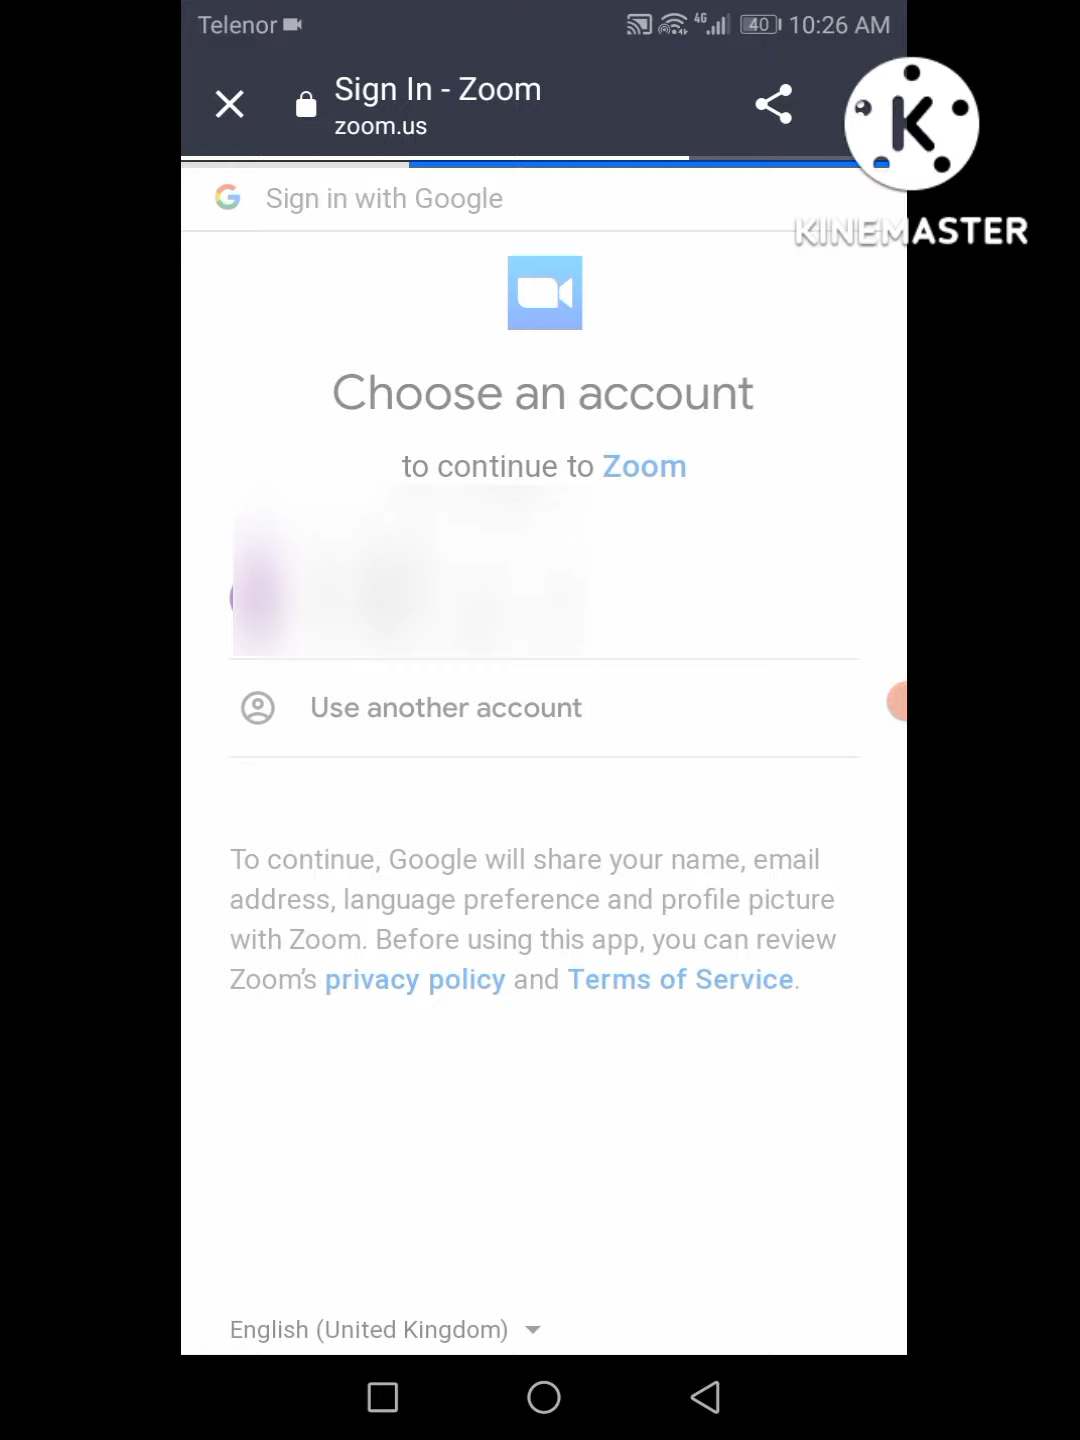 Telenor
4G
40
10:26 AM
Sign In - Zoom
zoom.us
K
KINEMASTER
Sign in with Google
Choose an account
to continue to Zoom
Use another account
To continue, Google will share your name, email
address, language preference and profile picture
with Zoom. Before using this app, you can review
Zoom's privacy policy and Terms of Service.
English (United Kingdom)